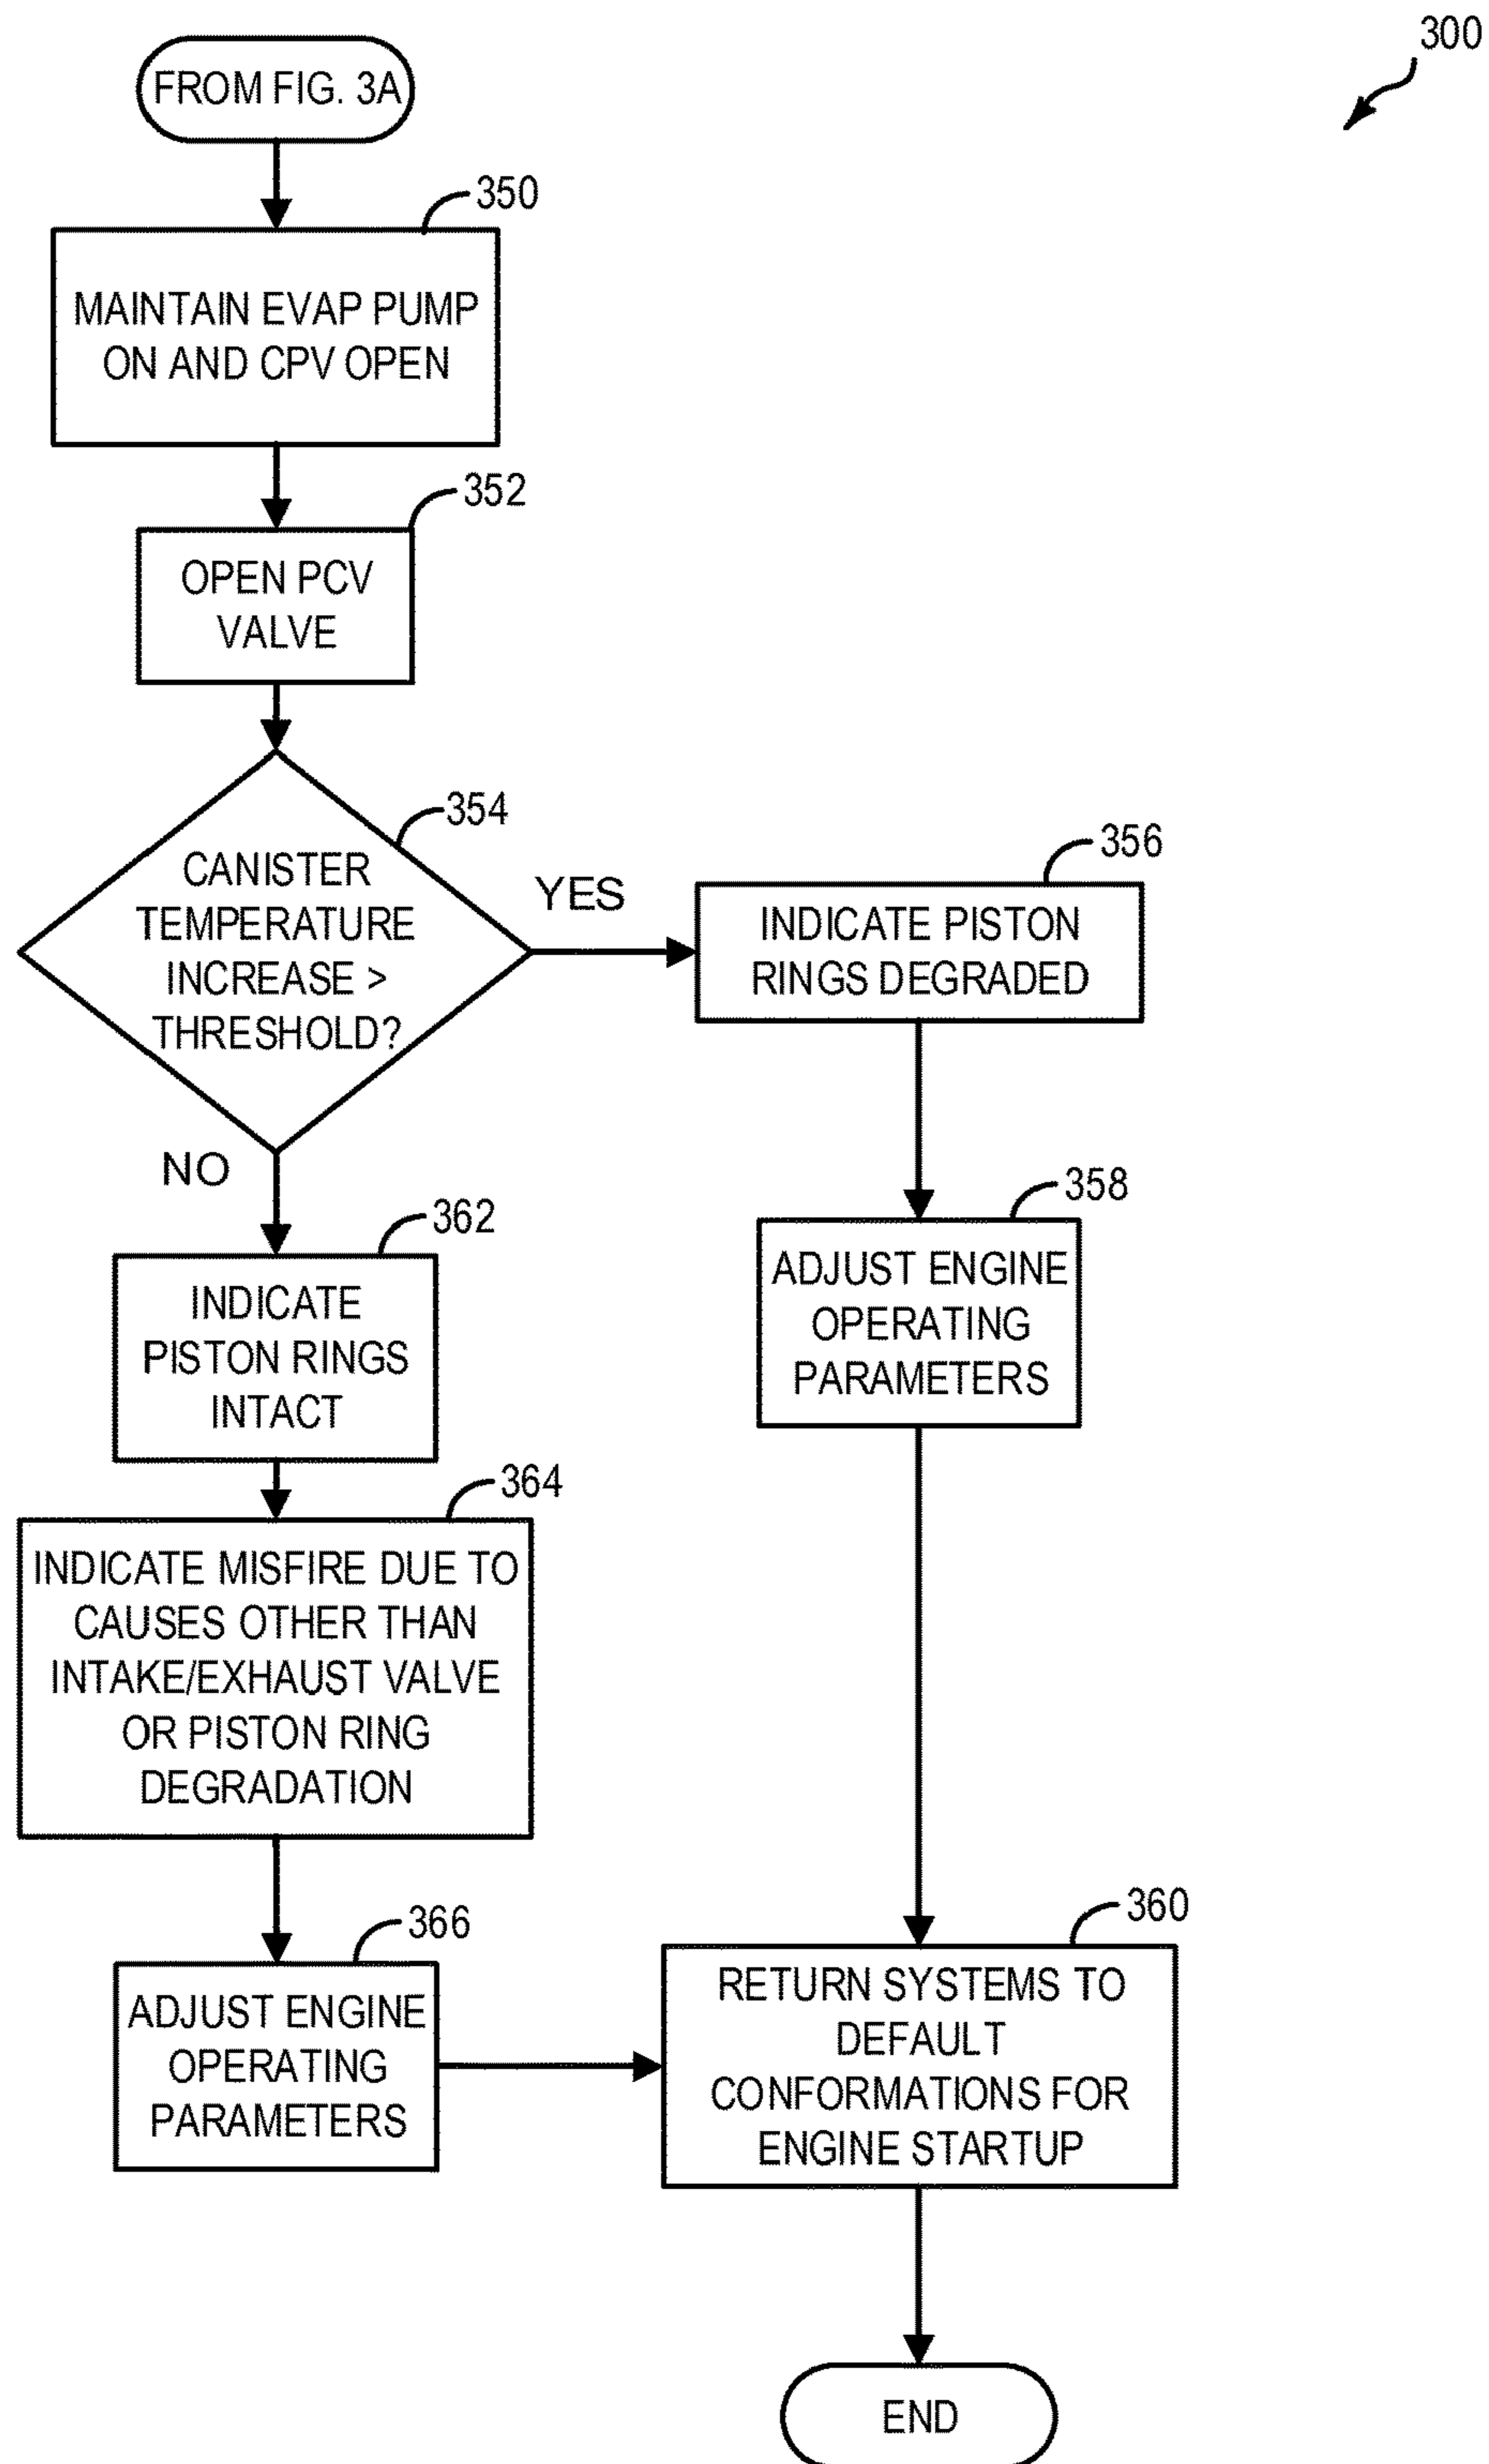 300
FROM FIG. 3A
350
MAINTAIN EVAP PUMP
ON AND CPV OPEN
352
OPEN PCV
VALVE
354
CANISTER
TEMPERATURE
INCREASE >
THRESHOLD?
YES
356
INDICATE PISTON
RINGS DEGRADED
NO
358
ADJUST ENGINE
OPERATING
PARAMETERS
362
INDICATE
PISTON RINGS
INTACT
364
INDICATE MISFIRE DUE TO
CAUSES OTHER THAN
INTAKE/EXHAUST VALVE
OR PISTON RING
DEGRADATION
366
ADJUST ENGINE
OPERATING
PARAMETERS
360
RETURN SYSTEMS TO
DEFAULT
CONFORMATIONS FOR
ENGINE STARTUP
END